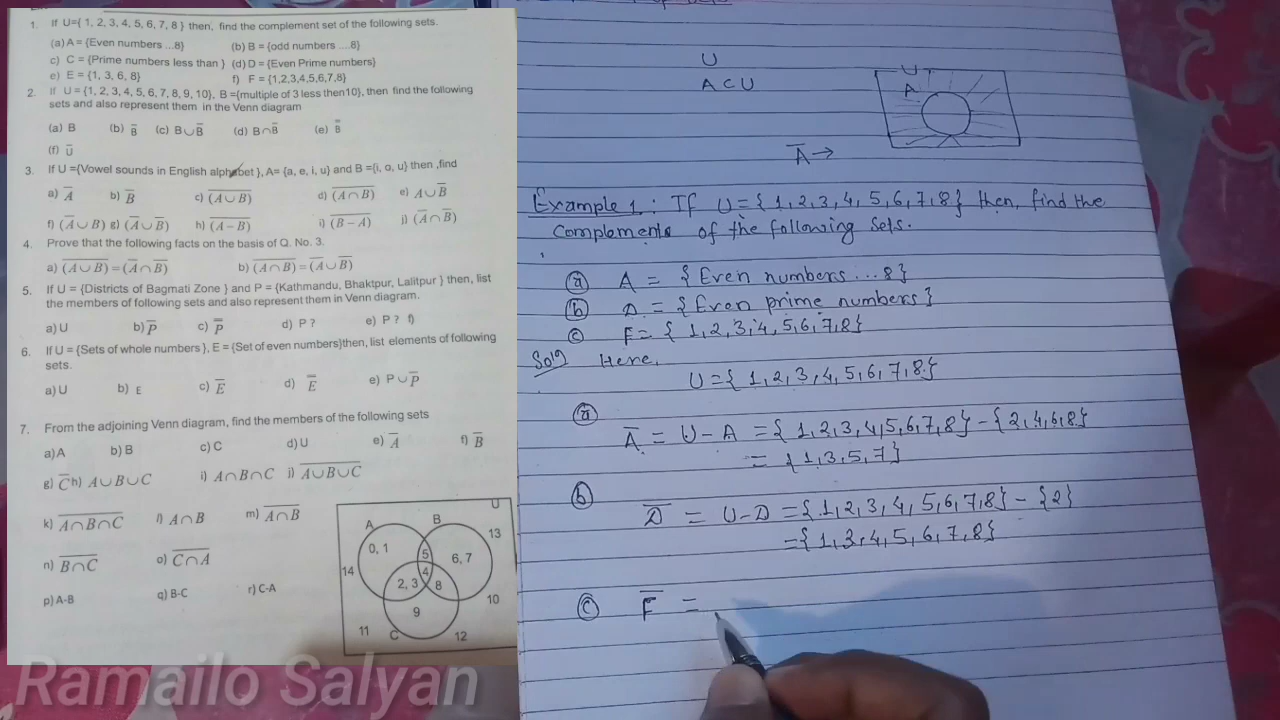 1. If U={ 1, 2, 3, 4, 5, 6, 7, 8 } then, find the complement set of the following sets.
(a) A = {Even numbers ...8} (b) B = {odd numbers ....8}
c) C = {Prime numbers less than } (d) D = {Even Prime numbers}
e) E = {1, 3, 6, 8} f) F = {1,2,3,4,5,6,7,8}
2. If U = {1, 2, 3, 4, 5, 6, 7, 8, 9, 10}, B ={multiple of 3 less then10}, then find the following
sets and also represent them in the Venn diagram
(a) B (b) B̅ (c) B∪B̅ (d) B∩B̅ (e) B̿
(f) U̅
3. If U ={Vowel sounds in English alphabet }, A= {a, e, i, u} and B ={i, o, u} then ,find
a) A̅ b) B̅ c) \overline{(A∪B)} d) \overline{(A∩B)} e) A∪B̅
f) (A̅∪B) g) (A̅∪B̅) h) \overline{(A−B)} i) \overline{(B−A)} j) (A̅∩B̅)
4. Prove that the following facts on the basis of Q. No. 3.
a) \overline{(A∪B)} = (A̅∩B̅) b) \overline{(A∩B)} = (A̅∪B̅)
5. If U = {Districts of Bagmati Zone } and P = {Kathmandu, Bhaktpur, Lalitpur } then, list
the members of following sets and also represent them in Venn diagram.
a) U b) P̅ c) P̿ d) P ? e) P ? f)
6. If U = {Sets of whole numbers }, E = {Set of even numbers}then, list elements of following
sets.
a) U b) E c) E̅ d) E̿ e) P∪P̅
7. From the adjoining Venn diagram, find the members of the following sets
a) A b) B c) C d) U e) A̅ f) B̅
g) C̅ h) A∪B∪C i) A∩B∩C i) \overline{A∪B∪C}
k) \overline{A∩B∩C} l) A∩B m) \overline{A∩B}
n) \overline{B∩C} o) \overline{C∩A}
p) A-B q) B-C r) C-A
U
A B 13
0, 1 5 6, 7
14 4
2, 3 8
9 10
11 C 12
Ramailo Salyan
U
A⊂U
U
A
A̅ →
Example 1 : If U = {1,2,3,4,5,6,7,8} then, find the
complements of the following sets.
(a) A = {Even numbers ...8}
(b) D = {Even prime numbers}
(c) F = {1,2,3,4,5,6,7,8}
Solⁿ Here,
U = {1,2,3,4,5,6,7,8}
(a)
A̅ = U-A = {1,2,3,4,5,6,7,8} - {2,4,6,8}
= {1,3,5,7}
(b)
D̅ = U-D = {1,2,3,4,5,6,7,8} - {2}
= {1,3,4,5,6,7,8}
(c) F̅ =